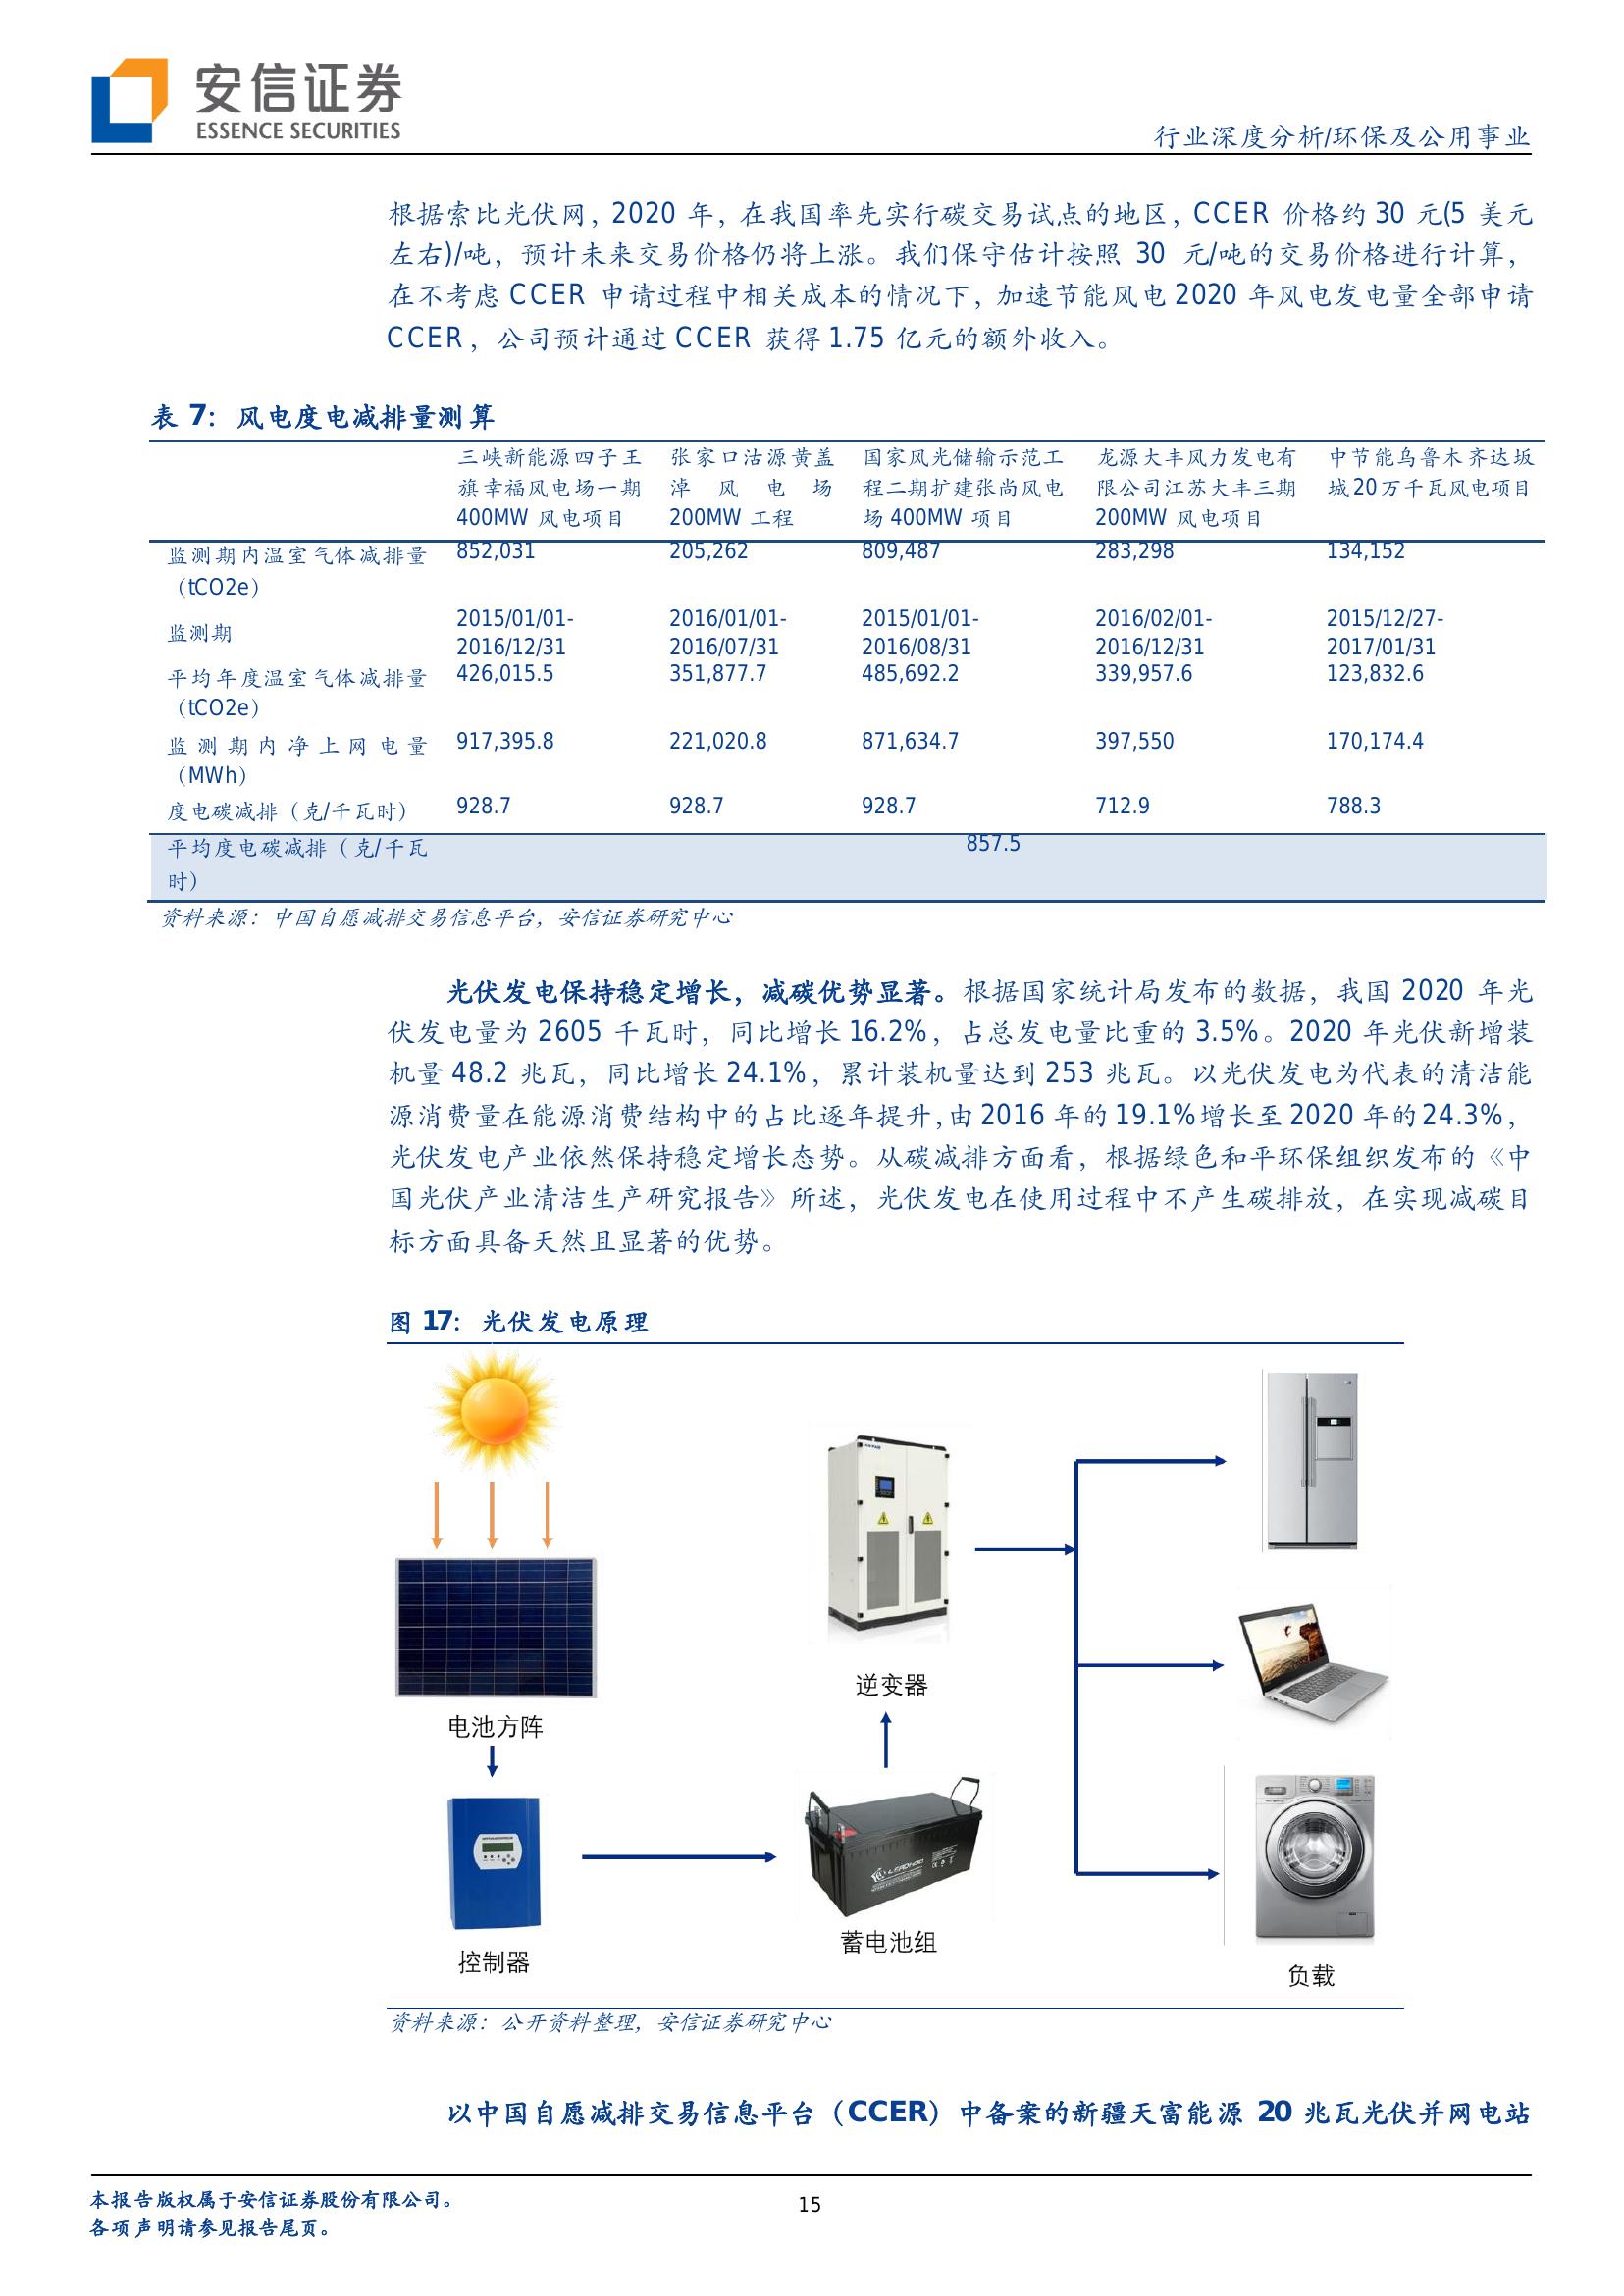 安信证券
ESSENCE SECURITIES
行业深度分析/环保及公用事业
根据索比光伏网，2020 年，在我国率先实行碳交易试点的地区，CCER 价格约 30 元(5 美元
左右)/吨，预计未来交易价格仍将上涨。我们保守估计按照 30 元/吨的交易价格进行计算，
在不考虑 CCER 申请过程中相关成本的情况下，加速节能风电 2020 年风电发电量全部申请
CCER，公司预计通过 CCER 获得 1.75 亿元的额外收入。
表 7：风电度电减排量测算
三峡新能源四子王 张家口沽源黄盖 国家风光储输示范工 龙源大丰风力发电有 中节能乌鲁木齐达坂
旗幸福风电场一期 淖风电场 程二期扩建张尚风电 限公司江苏大丰三期 城20万千瓦风电项目
400MW 风电项目 200MW 工程 场 400MW 项目 200MW 风电项目
监测期内温室气体减排量 852,031 205,262 809,487 283,298 134,152
（tCO2e）
2015/01/01- 2016/01/01- 2015/01/01- 2016/02/01- 2015/12/27-
监测期
2016/12/31 2016/07/31 2016/08/31 2016/12/31 2017/01/31
平均年度温室气体减排量 426,015.5 351,877.7 485,692.2 339,957.6 123,832.6
（tCO2e）
监测期内净上网电量 917,395.8 221,020.8 871,634.7 397,550 170,174.4
（MWh）
度电碳减排（克/千瓦时） 928.7 928.7 928.7 712.9 788.3
平均度电碳减排（克/千瓦 857.5
时）
资料来源：中国自愿减排交易信息平台，安信证券研究中心
光伏发电保持稳定增长，减碳优势显著。根据国家统计局发布的数据，我国 2020 年光
伏发电量为 2605 千瓦时，同比增长 16.2%，占总发电量比重的 3.5%。2020 年光伏新增装
机量 48.2 兆瓦，同比增长 24.1%，累计装机量达到 253 兆瓦。以光伏发电为代表的清洁能
源消费量在能源消费结构中的占比逐年提升，由 2016 年的 19.1%增长至 2020 年的 24.3%，
光伏发电产业依然保持稳定增长态势。从碳减排方面看，根据绿色和平环保组织发布的《中
国光伏产业清洁生产研究报告》所述，光伏发电在使用过程中不产生碳排放，在实现减碳目
标方面具备天然且显著的优势。
图 17：光伏发电原理
逆变器
电池方阵
蓄电池组
控制器
负载
资料来源：公开资料整理，安信证券研究中心
以中国自愿减排交易信息平台（CCER）中备案的新疆天富能源 20 兆瓦光伏并网电站
本报告版权属于安信证券股份有限公司。
15
各项声明请参见报告尾页。